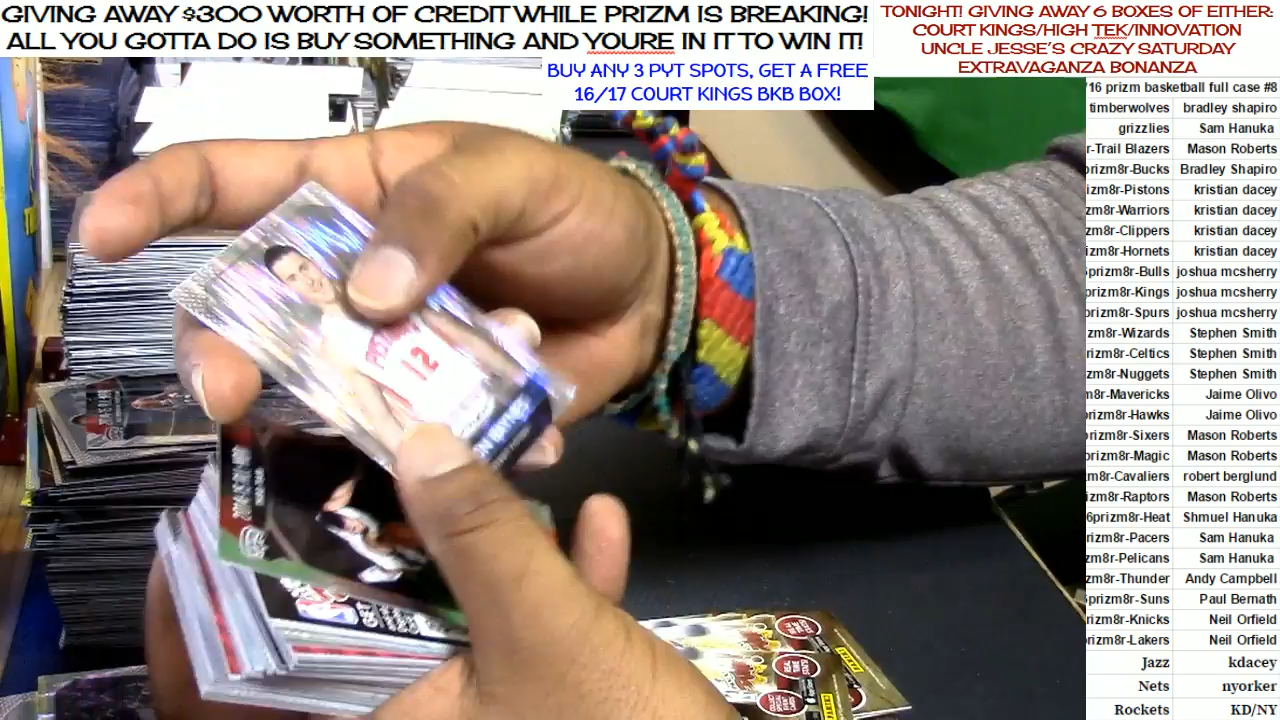 GIVING AWAY $300 WORTH OF CREDIT WHILE PRIZM IS BREAKING!
ALL YOU GOTTA DO IS BUY SOMETHING AND YOURE IN IT TO WIN IT!
BUY ANY 3 PYT SPOTS, GET A FREE
16/17 COURT KINGS BKB BOX!
TONIGHT! GIVING AWAY 6 BOXES OF EITHER:
COURT KINGS/HIGH TEK/INNOVATION
UNCLE JESSE'S CRAZY SATURDAY
EXTRAVAGANZA BONANZA
16 prizm basketball full case #8
timberwolves bradley shapiro
grizzlies Sam Hanuka
r-Trail Blazers Mason Roberts
prizm8r-Bucks Bradley Shapiro
izm8r-Pistons kristian dacey
zm8r-Warriors kristian dacey
zm8r-Clippers kristian dacey
izm8r-Hornets kristian dacey
6prizm8r-Bulls joshua mcsherry
prizm8r-Kings joshua mcsherry
prizm8r-Spurs joshua mcsherry
zm8r-Wizards Stephen Smith
zm8r-Celtics Stephen Smith
zm8r-Nuggets Stephen Smith
m8r-Mavericks Jaime Olivo
prizm8r-Hawks Jaime Olivo
prizm8r-Sixers Mason Roberts
prizm8r-Magic Mason Roberts
m8r-Cavaliers robert berglund
izm8r-Raptors Mason Roberts
6prizm8r-Heat Shmuel Hanuka
zm8r-Pacers Sam Hanuka
zm8r-Pelicans Sam Hanuka
zm8r-Thunder Andy Campbell
prizm8r-Suns Paul Bernath
rizm8r-Knicks Neil Orfield
rizm8r-Lakers Neil Orfield
Jazz kdacey
Nets nyorker
Rockets KD/NY
12
PANINI